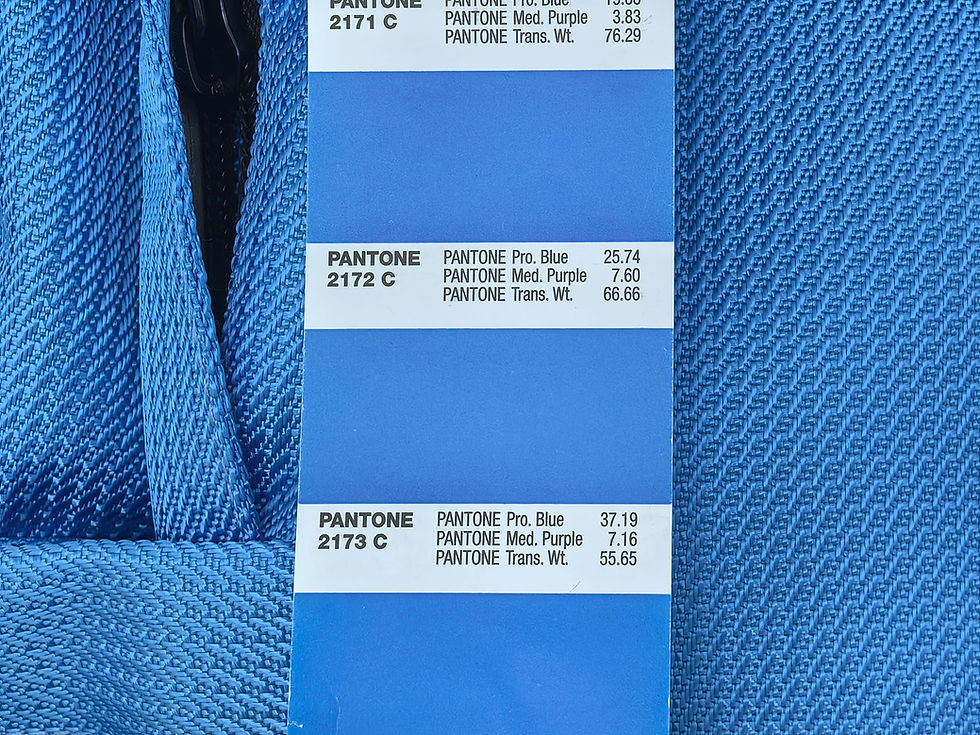 PANTONE PANTONE Pro. Blue
2171 C PANTONE Med. Purple 3.83
PANTONE Trans. Wt. 76.29
PANTONE PANTONE Pro. Blue 25.74
2172 C PANTONE Med. Purple 7.60
PANTONE Trans. Wt. 66.66
PANTONE PANTONE Pro. Blue 37.19
2173 C PANTONE Med. Purple 7.16
PANTONE Trans. Wt. 55.65